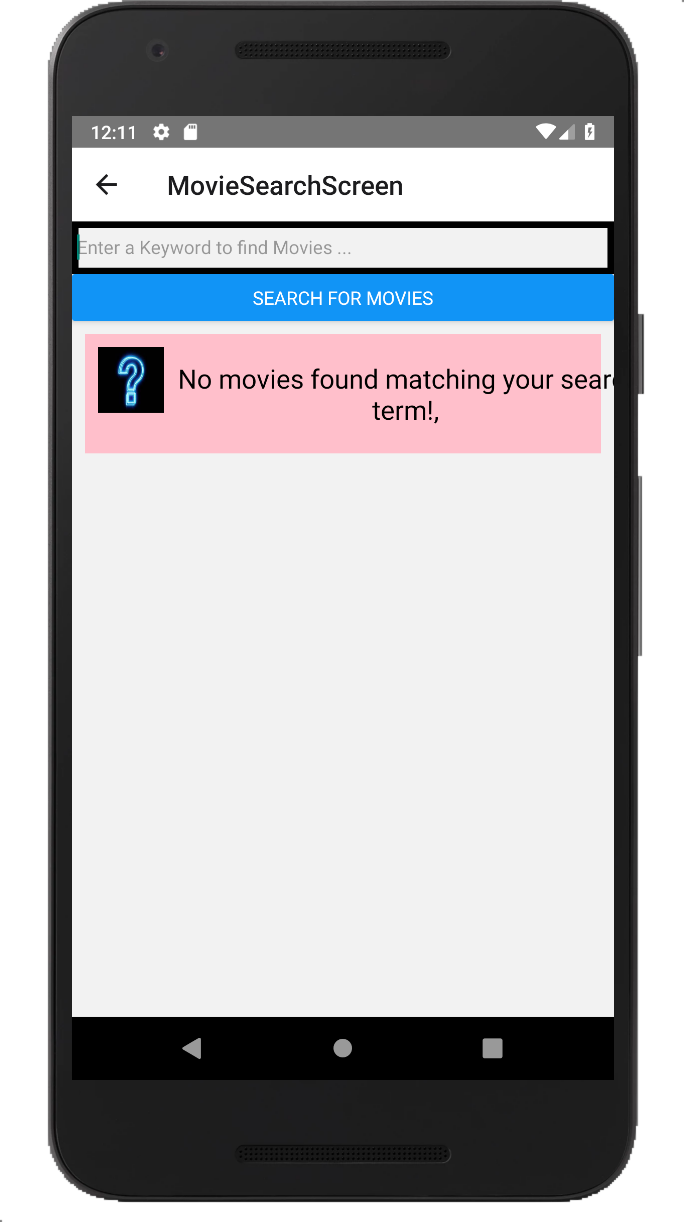 12:11
MovieSearchScreen
Enter a Keyword to find Movies ...
SEARCH FOR MOVIES
No movies found matching your sear
term!,